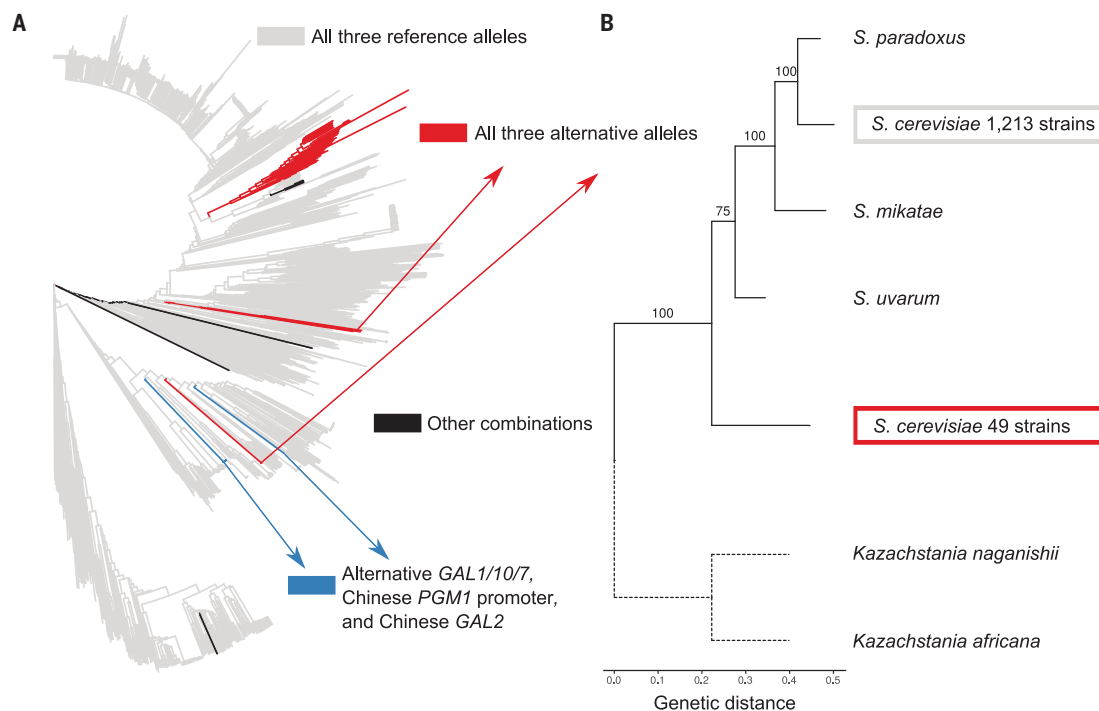 A
All three reference alleles
All three alternative alleles
Other combinations
Alternative GAL1/10/7,
Chinese PGM1 promoter,
and Chinese GAL2
B
S. paradoxus
100
S. cerevisiae 1,213 strains
100
S. mikatae
75
S. uvarum
100
S. cerevisiae 49 strains
Kazachstania naganishii
Kazachstania africana
0.0 0.1 0.2 0.3 0.4 0.5
Genetic distance